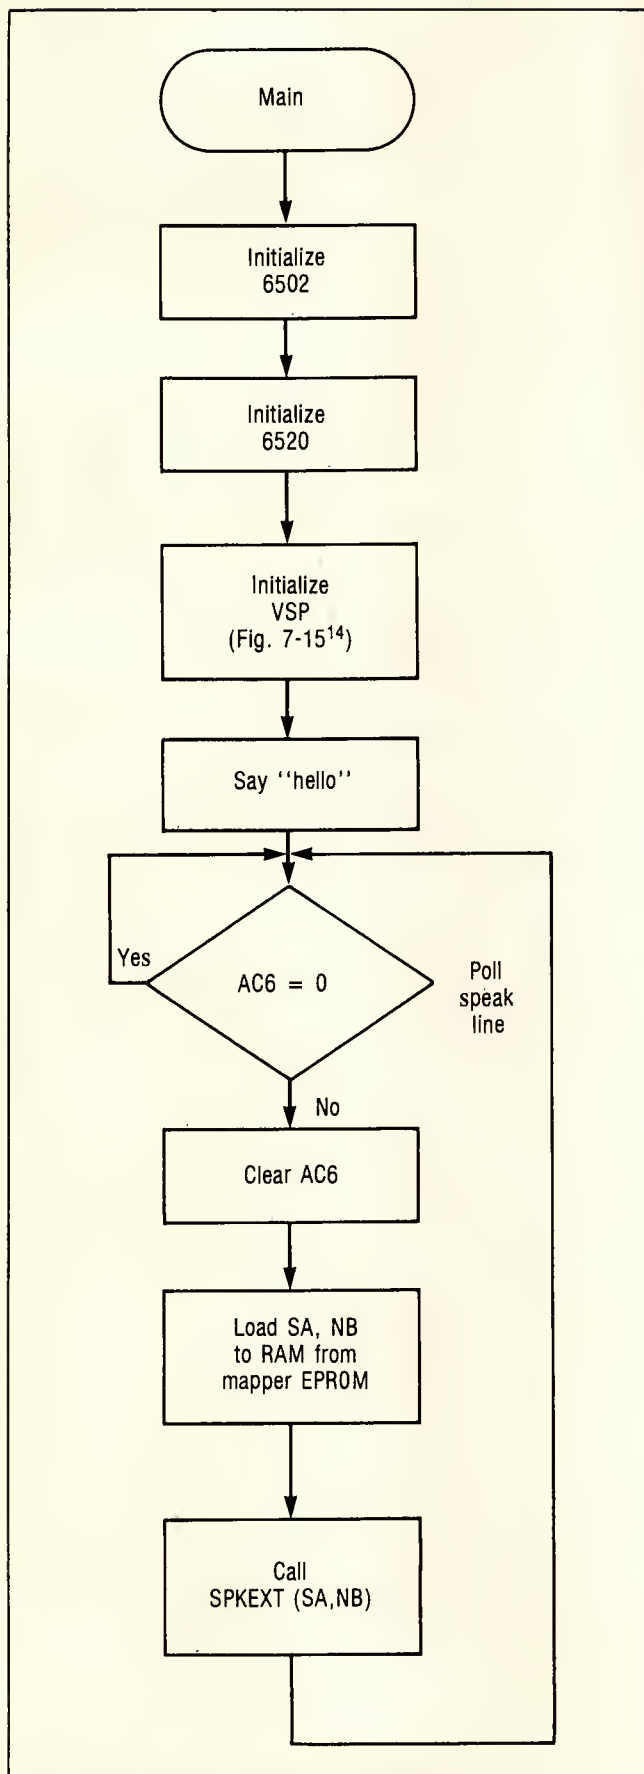 Main
Initialize
6502
Initialize
6520
Initialize
VSP
(Fig. 7-15¹⁴)
Say ‘‘hello’’
Yes
AC6 = 0
Poll
speak
line
No
Clear AC6
Load SA, NB
to RAM from
mapper EPROM
Call
SPKEXT (SA,NB)